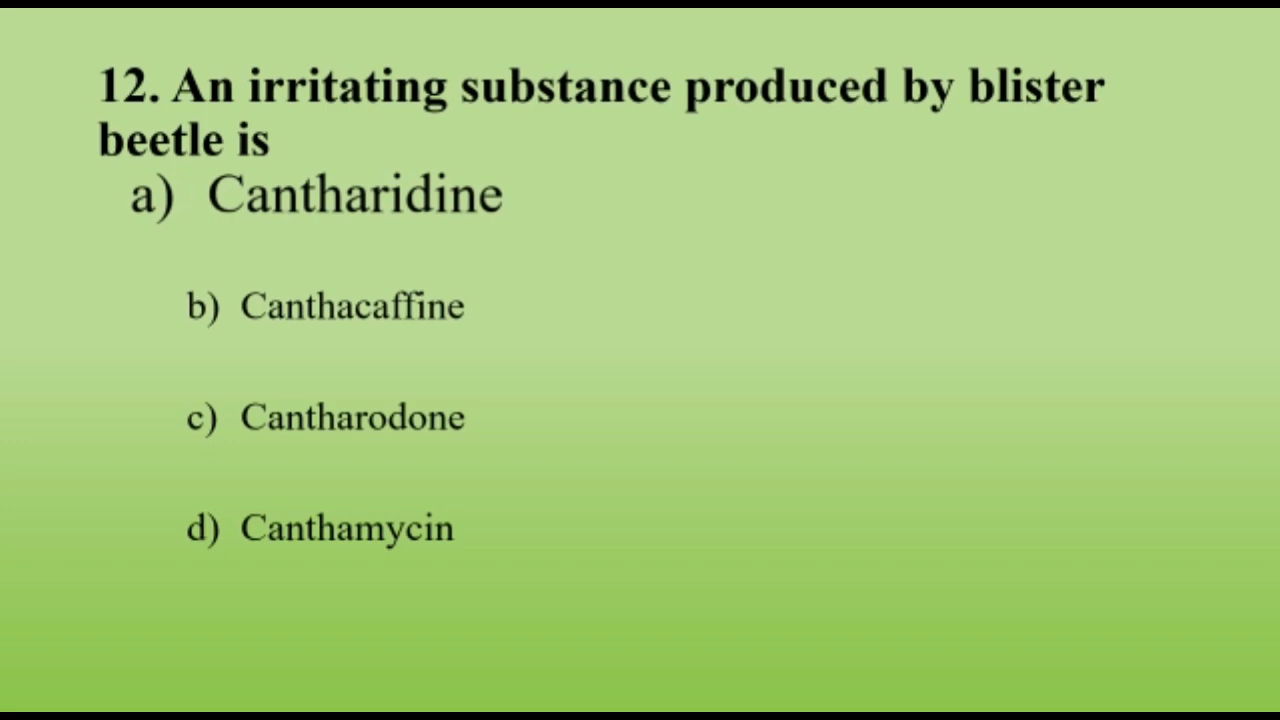 12. An irritating substance produced by blister
beetle is
a) Cantharidine
b) Canthacaffine
c) Cantharodone
d) Canthamycin